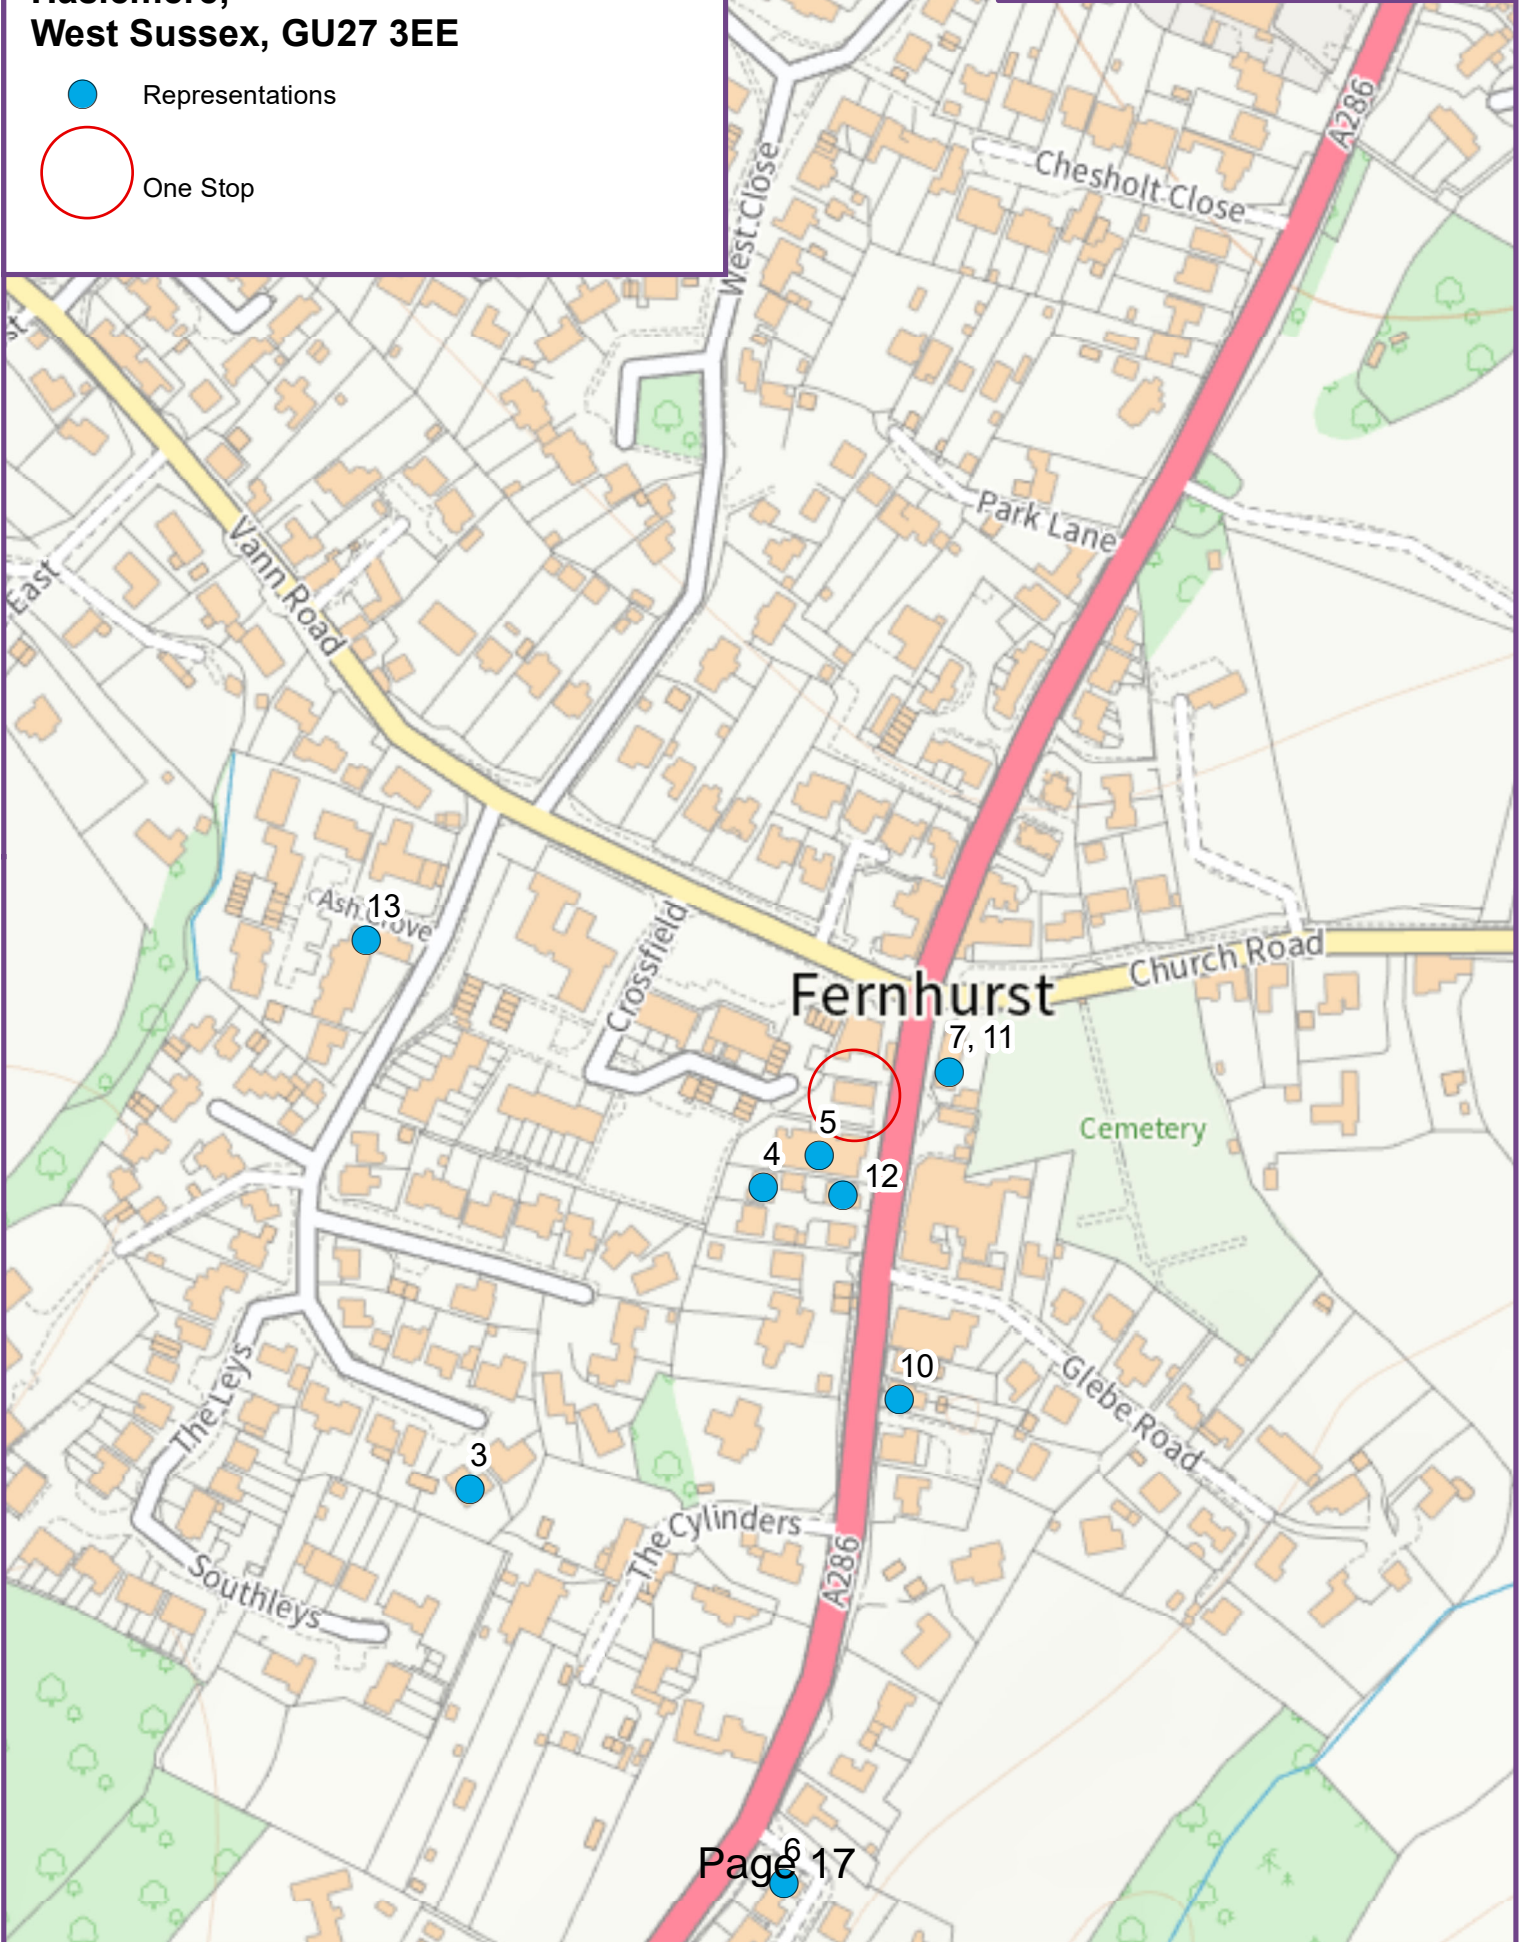 West Sussex, GU27 3EE
Representations
One Stop
A286
Chesholt Close
West Close
Park Lane
Vann Road
East
13
Ash Grove
Crossfield
Church Road
Fernhurst
7, 11
Cemetery
5
4
12
10
Glebe Road
The Leys
3
The Cylinders
A286
Southleys
6
Page 17